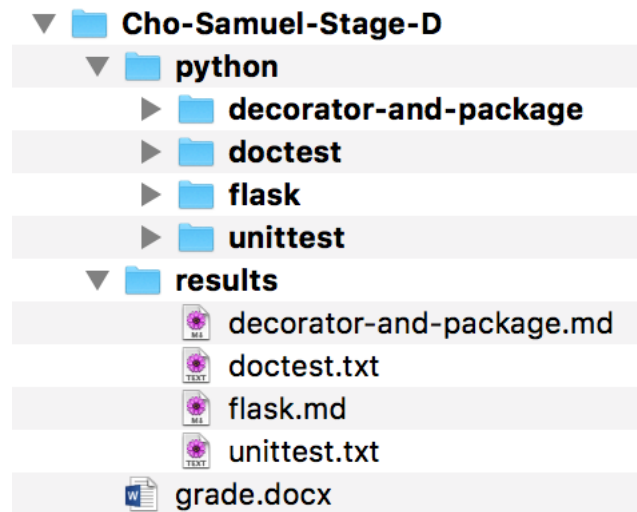 Cho-Samuel-Stage-D
python
decorator-and-package
doctest
flask
unittest
results
decorator-and-package.md
doctest.txt
flask.md
unittest.txt
grade.docx